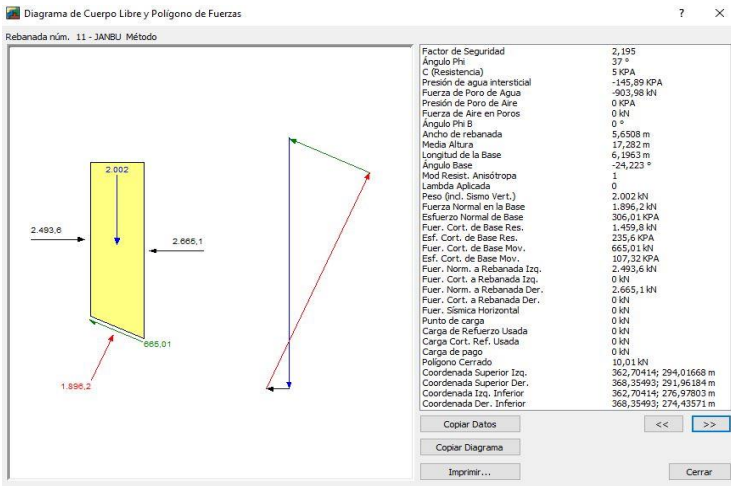 Diagrama de Cuerpo Libre y Polígono de Fuerzas
? ×
Rebanada núm. 11 - JANBU Método
2.002
2.493,6
2.665,1
665,01
1.896,2
Factor de Seguridad 2,195
Ángulo Phi 37 °
C (Resistencia) 5 KPA
Presión de agua intersticial -145,89 KPA
Fuerza de Poro de Agua -903,98 kN
Presión de Poro de Aire 0 KPA
Fuerza de Aire en Poros 0 kN
Ángulo Phi B 0 °
Ancho de rebanada 5,6508 m
Media Altura 17,282 m
Longitud de la Base 6,1963 m
Ángulo Base -24,223 °
Mod Resist. Anisótropa 1
Lambda Aplicada 0
Peso (incl. Sismo Vert.) 2.002 kN
Fuerza Normal en la Base 1.896,2 kN
Esfuerzo Normal de Base 306,01 KPA
Fuer. Cort. de Base Res. 1.459,8 kN
Esf. Cort. de Base Res. 235,6 KPA
Fuer. Cort. de Base Mov. 665,01 kN
Esf. Cort. de Base Mov. 107,32 KPA
Fuer. Norm. a Rebanada Izq. 2.493,6 kN
Fuer. Cort. a Rebanada Izq. 0 kN
Fuer. Norm. a Rebanada Der. 2.665,1 kN
Fuer. Cort. a Rebanada Der. 0 kN
Fuer. Sísmica Horizontal 0 kN
Punto de carga 0 kN
Carga de Refuerzo Usada 0 kN
Carga Cort. Ref. Usada 0 kN
Carga de pago 0 kN
Polígono Cerrado 10,01 kN
Coordenada Superior Izq. 362,70414; 294,01668 m
Coordenada Superior Der. 368,35493; 291,96184 m
Coordenada Izq. Inferior 362,70414; 276,97803 m
Coordenada Der. Inferior 368,35493; 274,43571 m
Copiar Datos << >>
Copiar Diagrama
Imprimir... Cerrar